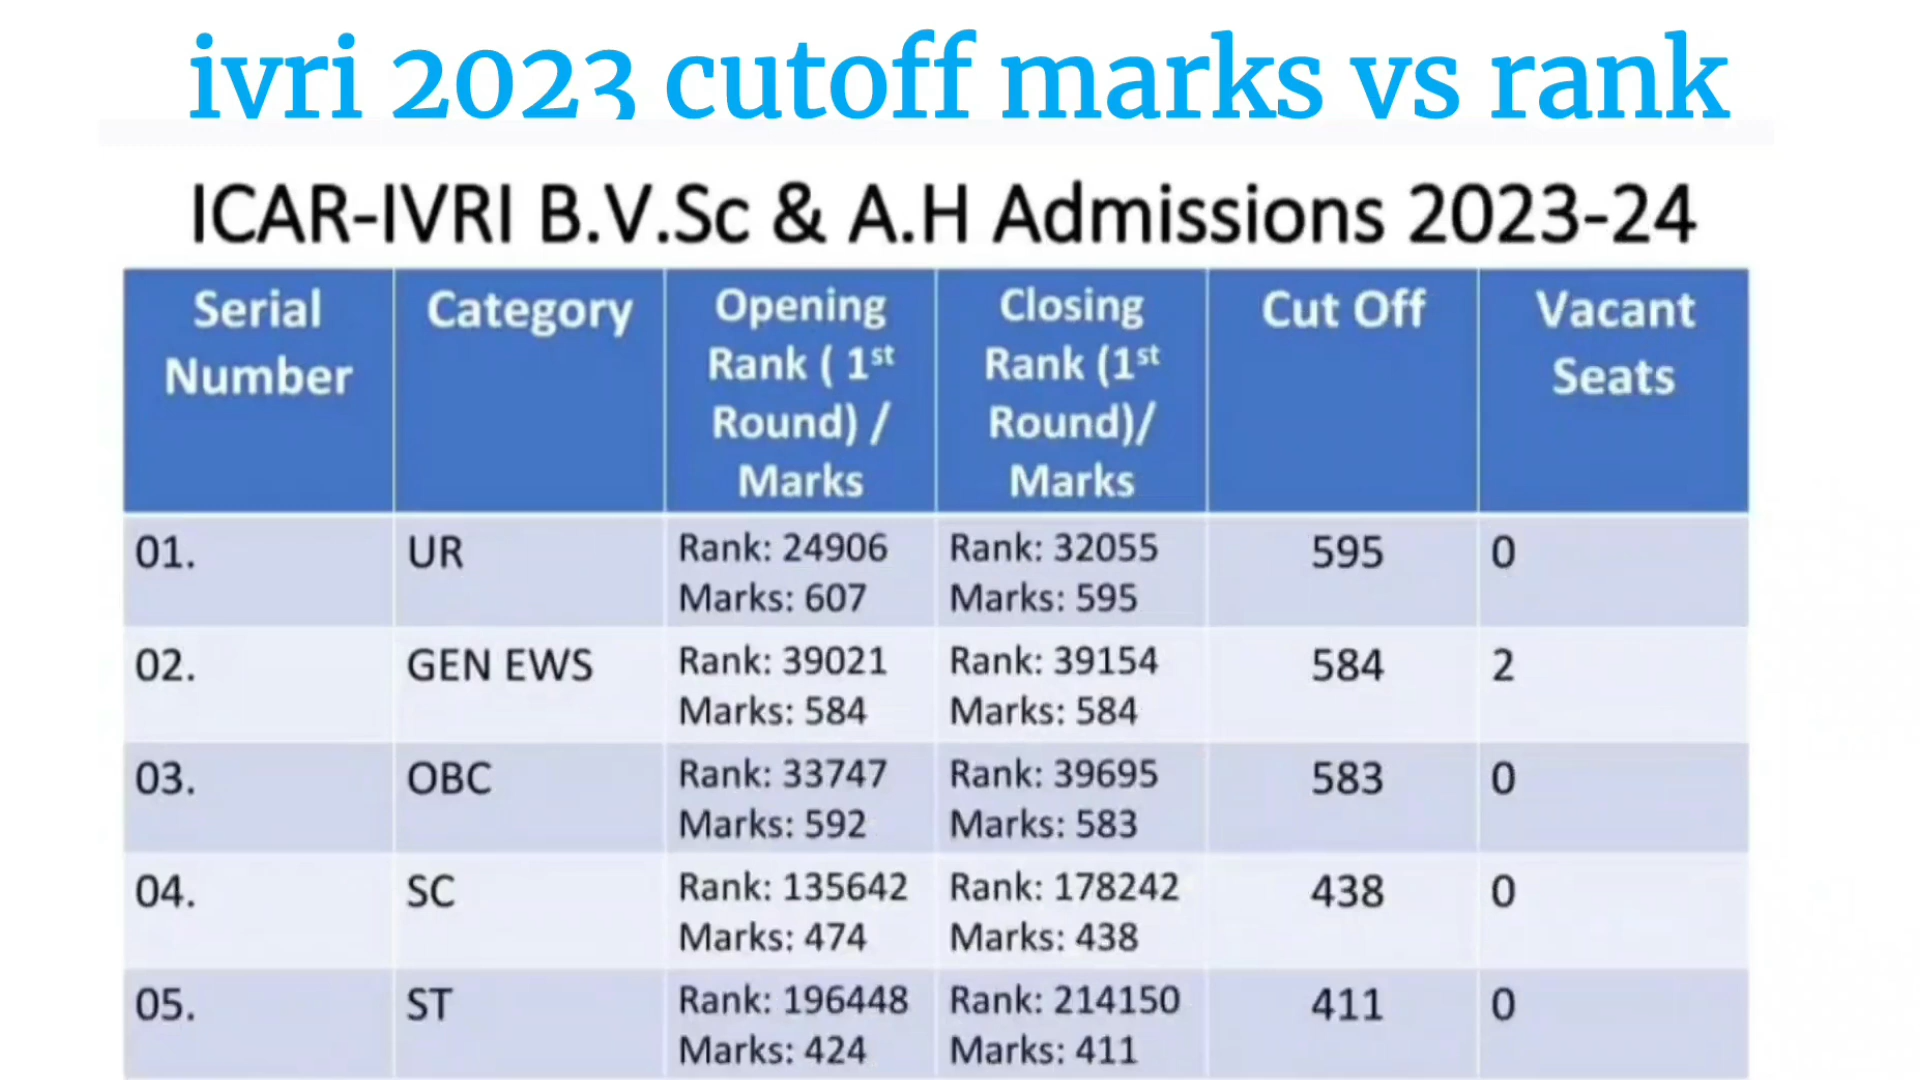 ivri 2023 cutoff marks vs rank
ICAR-IVRI B.V.Sc & A.H Admissions 2023-24
Serial Number | Category | Opening Rank ( 1st Round) / Marks | Closing Rank (1st Round)/ Marks | Cut Off | Vacant Seats
01. | UR | Rank: 24906 Marks: 607 | Rank: 32055 Marks: 595 | 595 | 0
02. | GEN EWS | Rank: 39021 Marks: 584 | Rank: 39154 Marks: 584 | 584 | 2
03. | OBC | Rank: 33747 Marks: 592 | Rank: 39695 Marks: 583 | 583 | 0
04. | SC | Rank: 135642 Marks: 474 | Rank: 178242 Marks: 438 | 438 | 0
05. | ST | Rank: 196448 Marks: 424 | Rank: 214150 Marks: 411 | 411 | 0